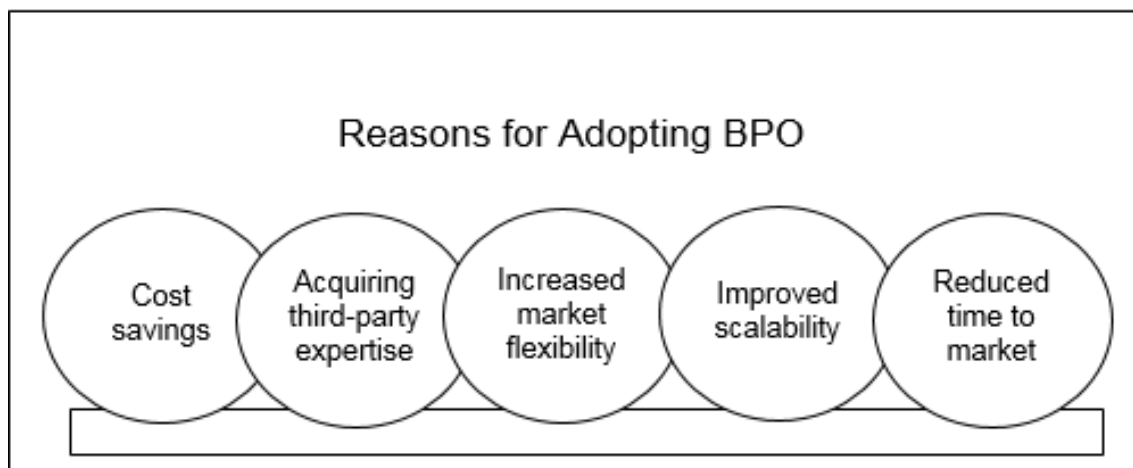 Reasons for Adopting BPO
Cost
savings
Acquiring
third-party
expertise
Increased
market
flexibility
Improved
scalability
Reduced
time to
market